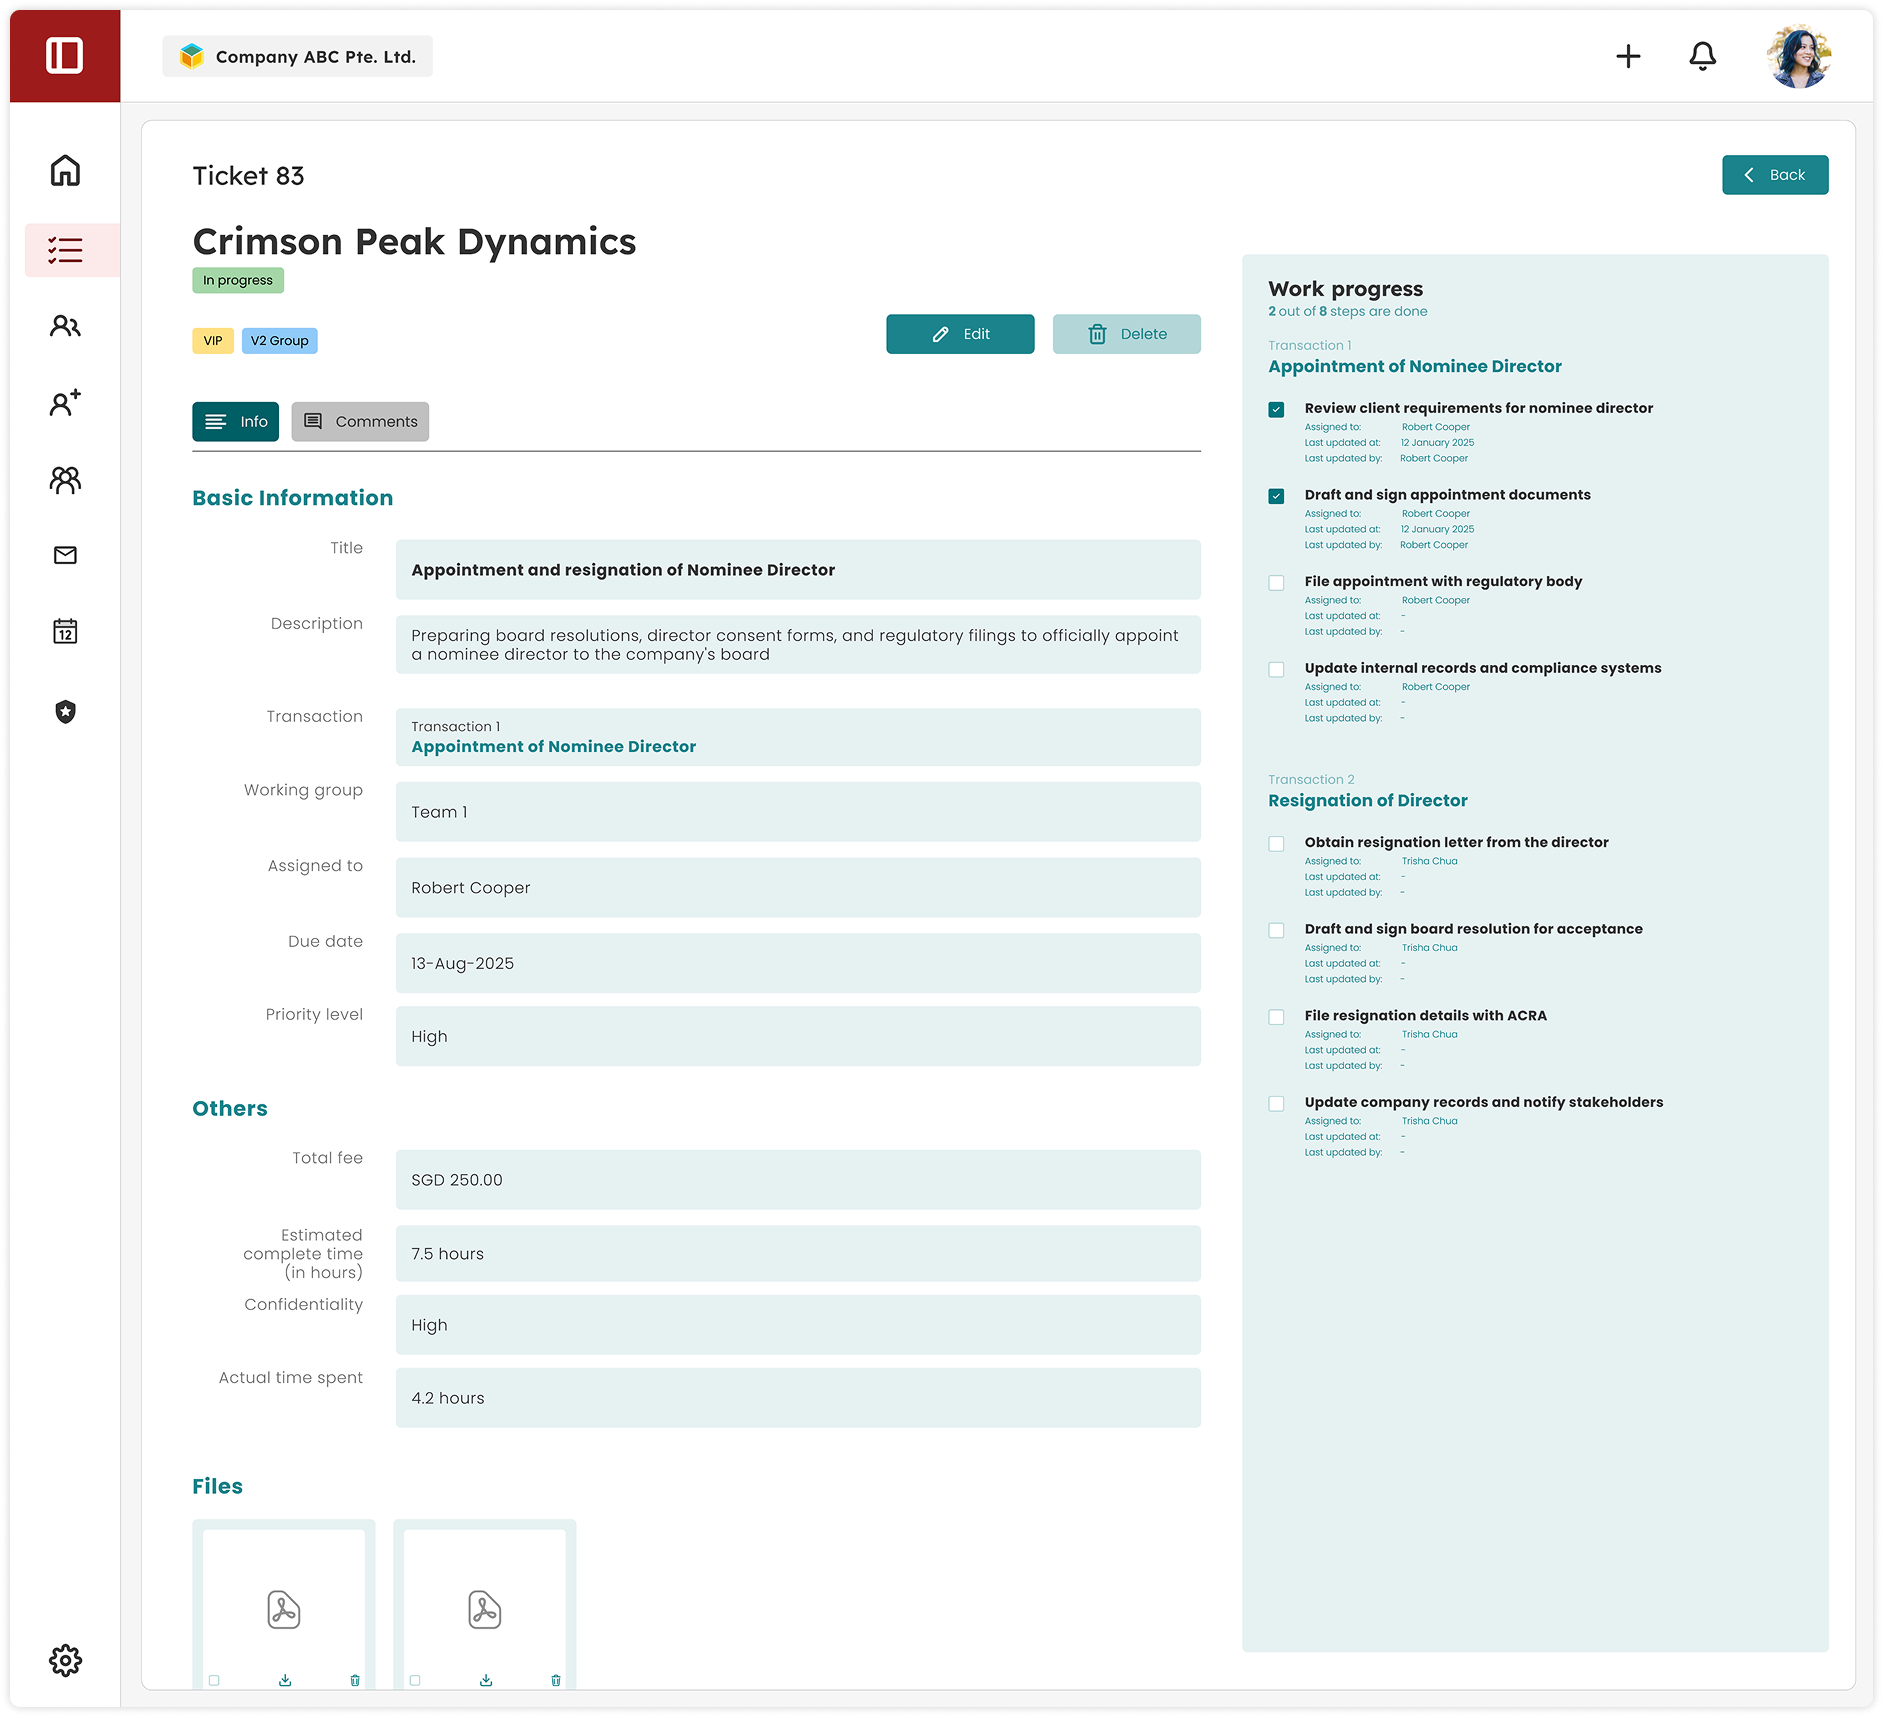 Company ABC Pte. Ltd.
Ticket 83
Back
Crimson Peak Dynamics
In progress
VIP
V2 Group
Edit
Delete
Info
Comments
Basic Information
Title
Appointment and resignation of Nominee Director
Description
Preparing board resolutions, director consent forms, and regulatory filings to officially appoint
a nominee director to the company's board
Transaction
Transaction 1
Appointment of Nominee Director
Working group
Team 1
Assigned to
Robert Cooper
Due date
13-Aug-2025
Priority level
High
Others
Total fee
SGD 250.00
Estimated
complete time
(in hours)
7.5 hours
Confidentiality
High
Actual time spent
4.2 hours
Files
Work progress
2 out of 8 steps are done
Transaction 1
Appointment of Nominee Director
Review client requirements for nominee director
Assigned to: Robert Cooper
Last updated at: 12 January 2025
Last updated by: Robert Cooper
Draft and sign appointment documents
Assigned to: Robert Cooper
Last updated at: 12 January 2025
Last updated by: Robert Cooper
File appointment with regulatory body
Assigned to: Robert Cooper
Last updated at: -
Last updated by: -
Update internal records and compliance systems
Assigned to: Robert Cooper
Last updated at: -
Last updated by: -
Transaction 2
Resignation of Director
Obtain resignation letter from the director
Assigned to: Trisha Chua
Last updated at: -
Last updated by: -
Draft and sign board resolution for acceptance
Assigned to: Trisha Chua
Last updated at: -
Last updated by: -
File resignation details with ACRA
Assigned to: Trisha Chua
Last updated at: -
Last updated by: -
Update company records and notify stakeholders
Assigned to: Trisha Chua
Last updated at: -
Last updated by: -
12